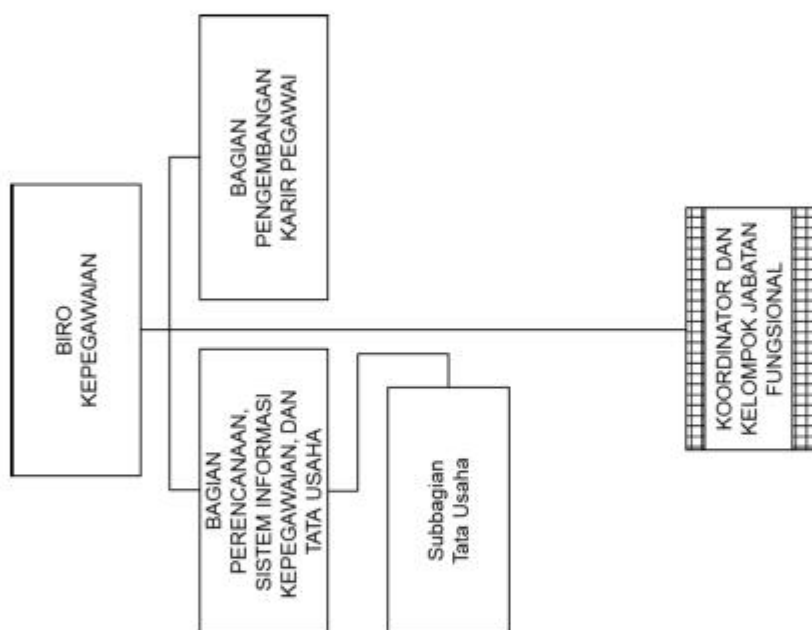 BIRO
KEPEGAWAIAN
BAGIAN
PERENCANAAN,
SISTEM INFORMASI
KEPEGAWAIAN, DAN
TATA USAHA
BAGIAN
PENGEMBANGAN
KARIR PEGAWAI
Subbagian
Tata Usaha
KOORDINATOR DAN
KELOMPOK JABATAN
FUNGSIONAL